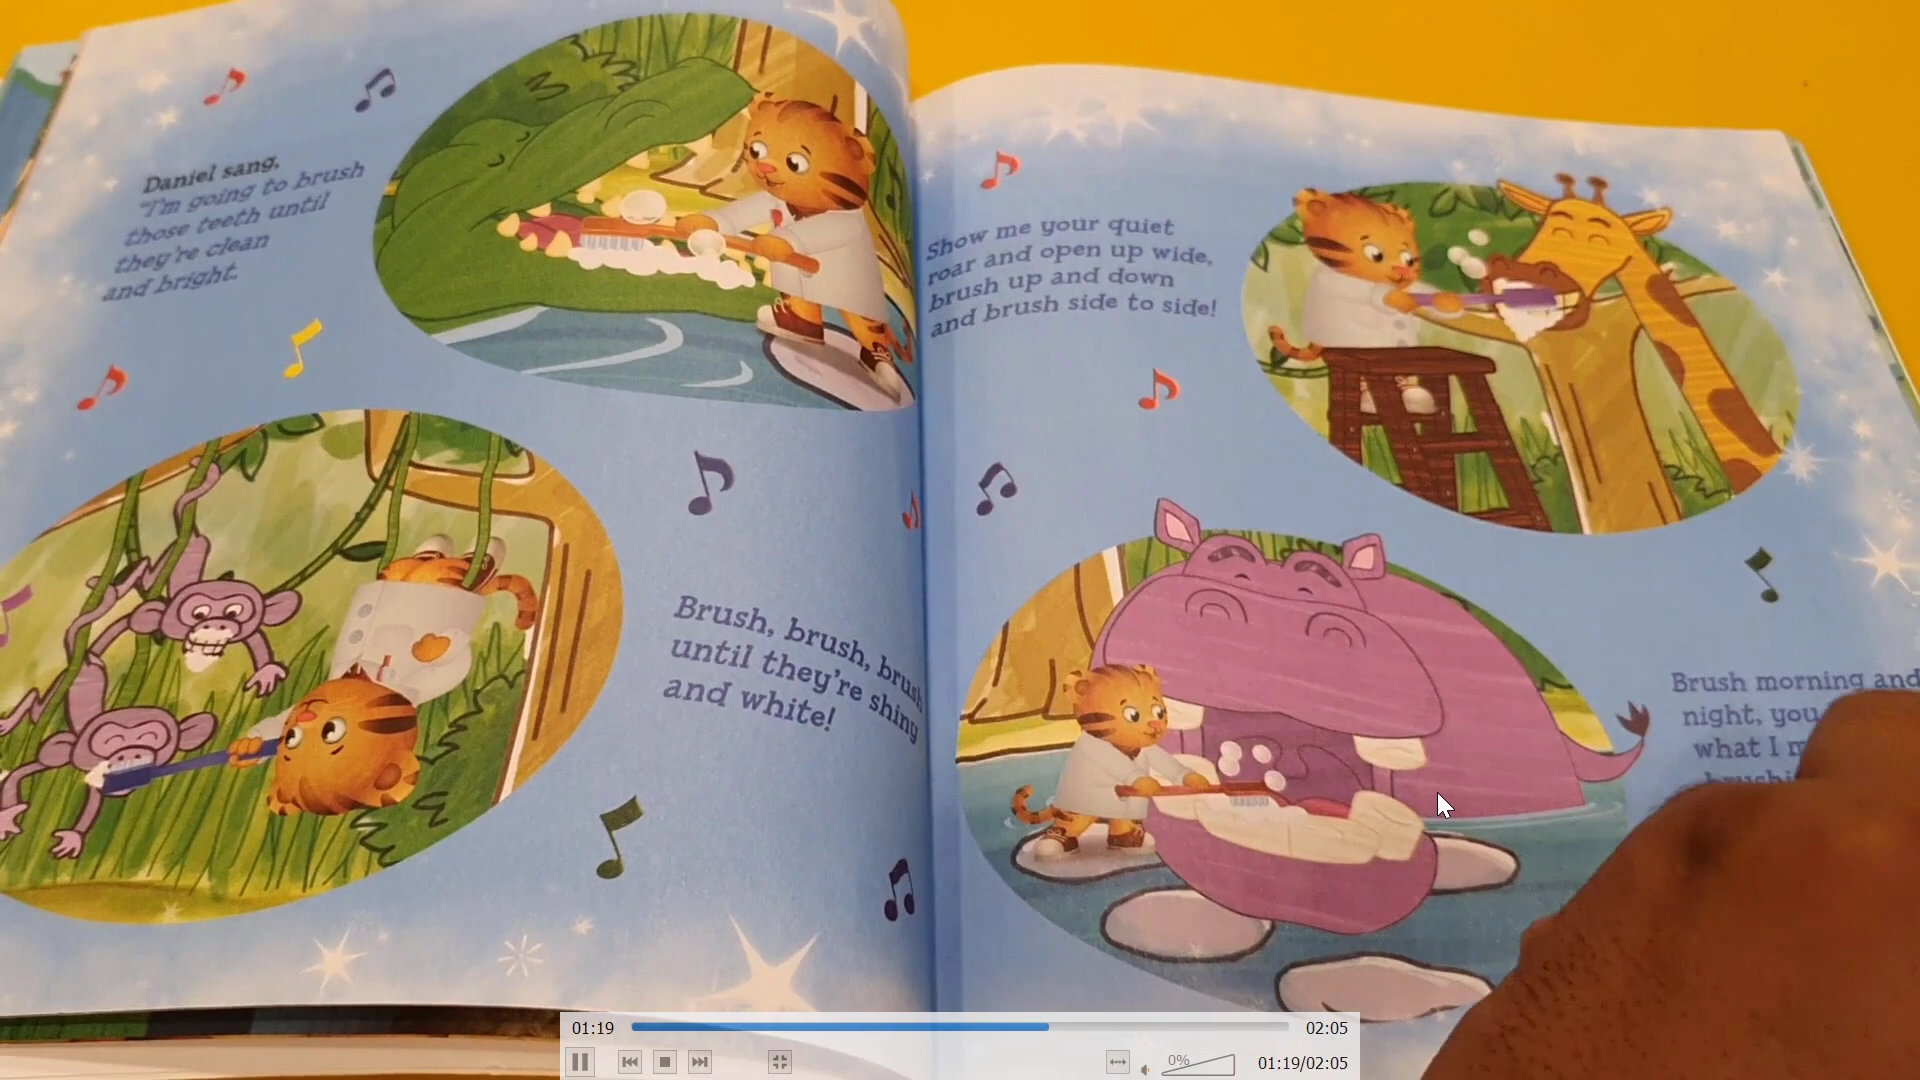 Daniel sang,
"I'm going to brush
those teeth until
they're clean
and bright.
Brush, brush, brush
until they're shiny
and white!
Show me your quiet
roar and open up wide,
brush up and down
and brush side to side!
Brush morning and
night, you
what I
01:19
02:05
0%
01:19/02:05